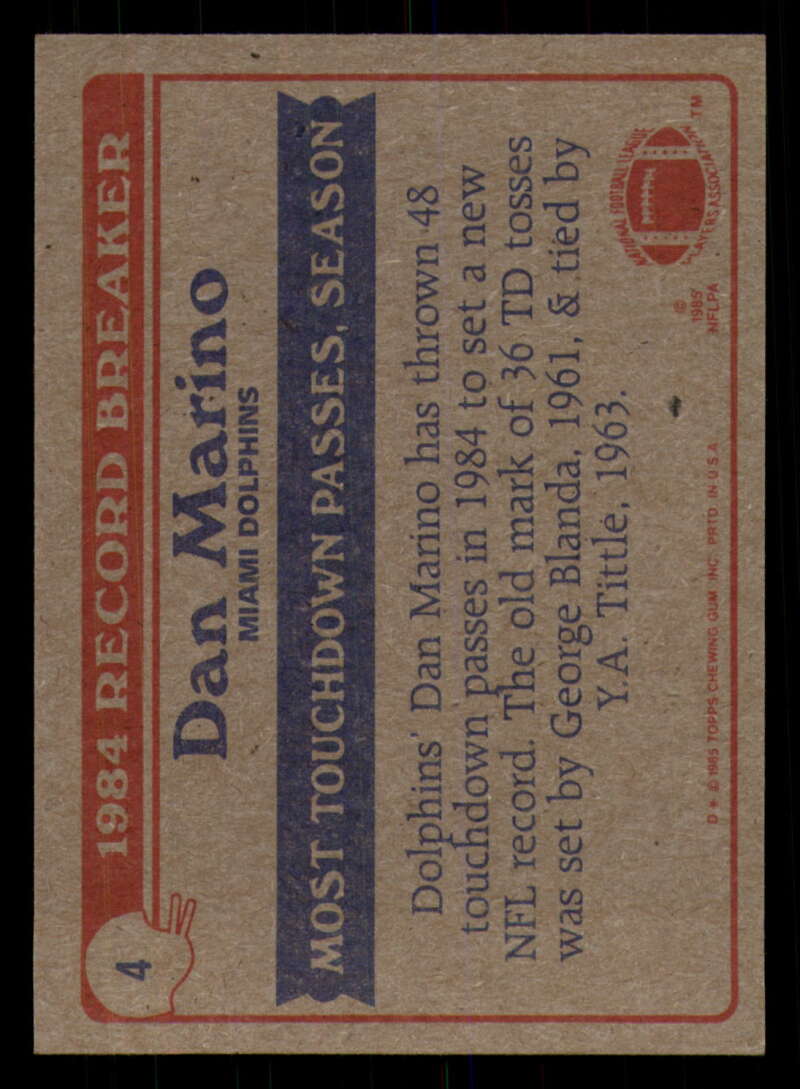 4
1984 RECORD BREAKER
Dan Marino
MIAMI DOLPHINS
MOST TOUCHDOWN PASSES, SEASON
Dolphins' Dan Marino has thrown 48
touchdown passes in 1984 to set a new
NFL record. The old mark of 36 TD tosses
was set by George Blanda, 1961, & tied by
Y.A. Tittle, 1963.
NATIONAL FOOTBALL LEAGUE
PLAYERS ASSOCIATION
TM
©
1985
NFLPA
D* © 1985 TOPPS CHEWING GUM INC PRTD IN U S A